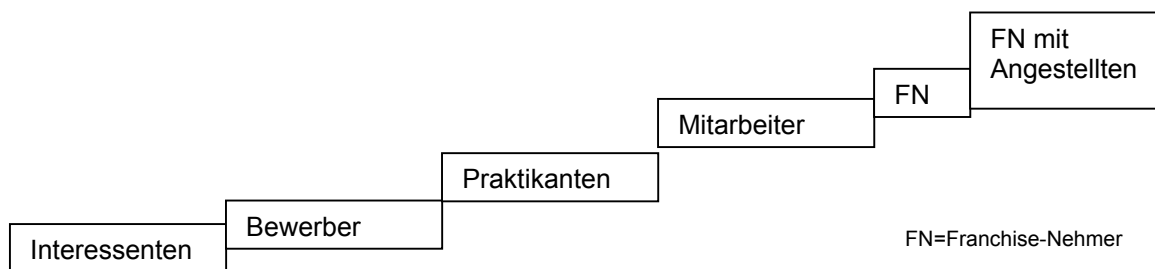 FN mit
Angestellten
FN
Mitarbeiter
Praktikanten
Bewerber
Interessenten
FN=Franchise-Nehmer